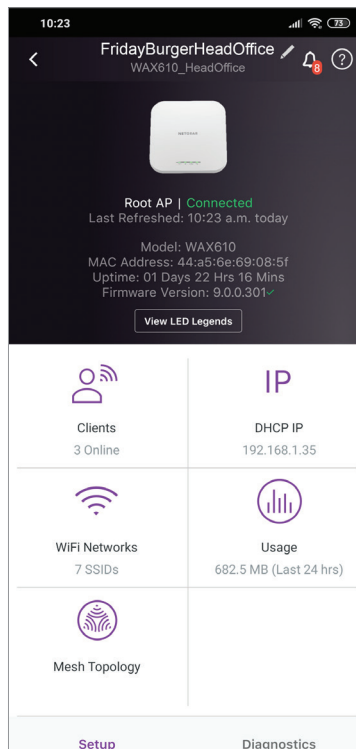 10:23
73
FridayBurgerHeadOffice
8
?
WAX610_HeadOffice
NETGEAR
Root AP | Connected
Last Refreshed: 10:23 a.m. today
Model: WAX610
MAC Address: 44:a5:6e:69:08:5f
Uptime: 01 Days 22 Hrs 16 Mins
Firmware Version: 9.0.0.301
View LED Legends
IP
Clients
DHCP IP
3 Online
192.168.1.35
WiFi Networks
Usage
7 SSIDs
682.5 MB (Last 24 hrs)
Mesh Topology
Setup
Diagnostics